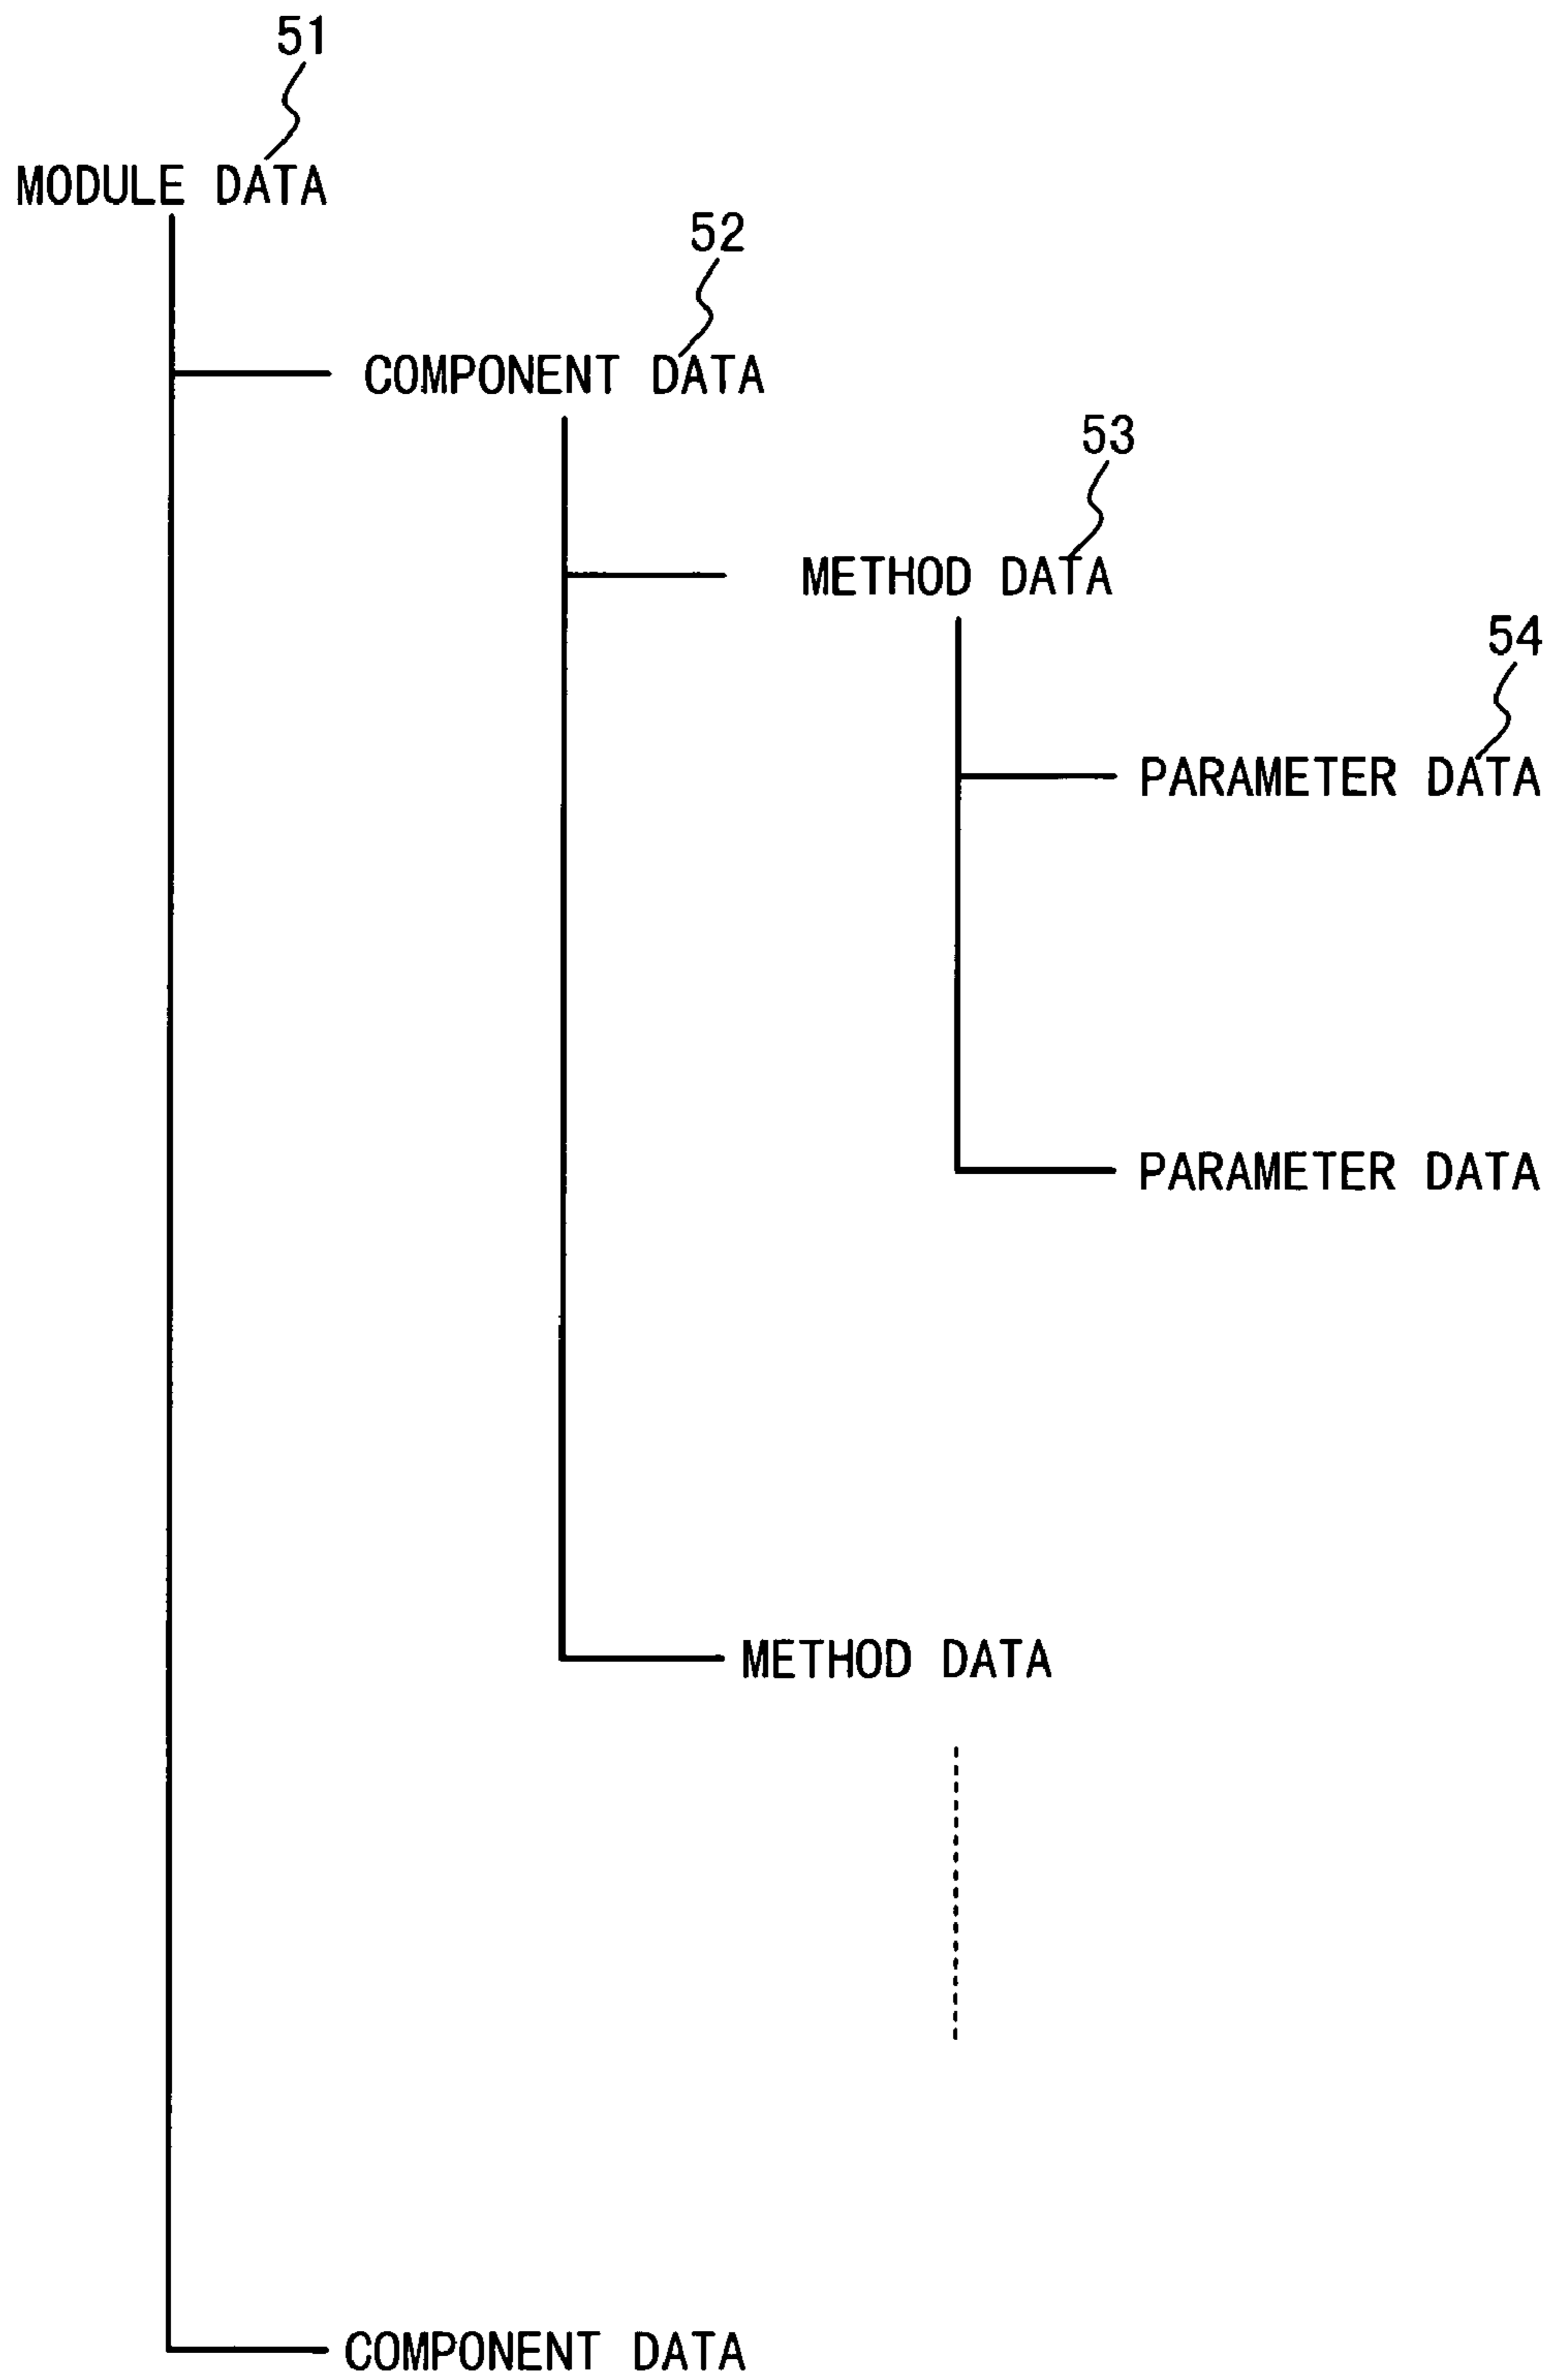 51
MODULE DATA
52
COMPONENT DATA
53
METHOD DATA
54
PARAMETER DATA
PARAMETER DATA
METHOD DATA
COMPONENT DATA